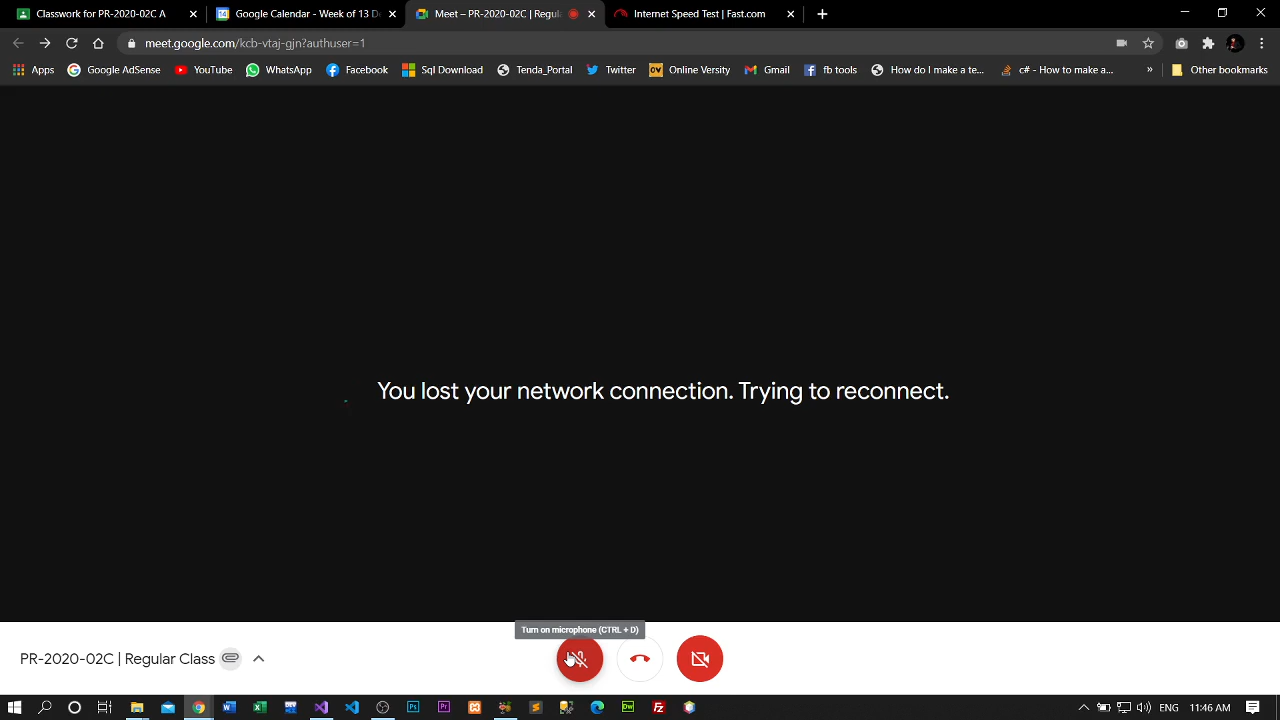 Classwork for PR-2020-02C A
Google Calendar - Week of 13 De
Meet – PR-2020-02C | Regula
Internet Speed Test | Fast.com
meet.google.com/kcb-vtaj-gjn?authuser=1
Apps
Google AdSense
YouTube
WhatsApp
Facebook
Sql Download
Tenda_Portal
Twitter
OV
Online Versity
Gmail
fb tools
How do I make a te...
c# - How to make a...
»
Other bookmarks
You lost your network connection. Trying to reconnect.
Turn on microphone (CTRL + D)
PR-2020-02C | Regular Class
ENG
11:46 AM